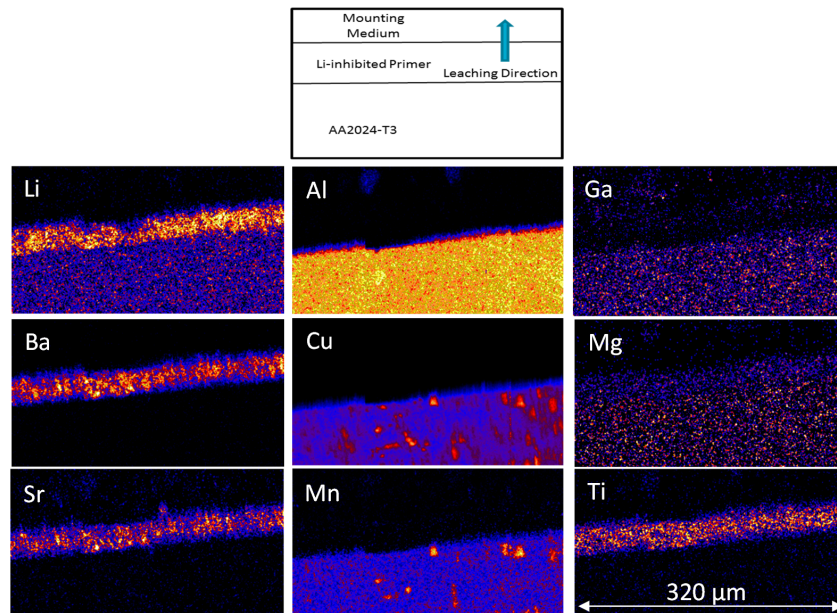 Mounting
Medium
Li-inhibited Primer
Leaching Direction
AA2024-T3
Li
Al
Ga
Ba
Cu
Mg
Sr
Mn
Ti
320 µm